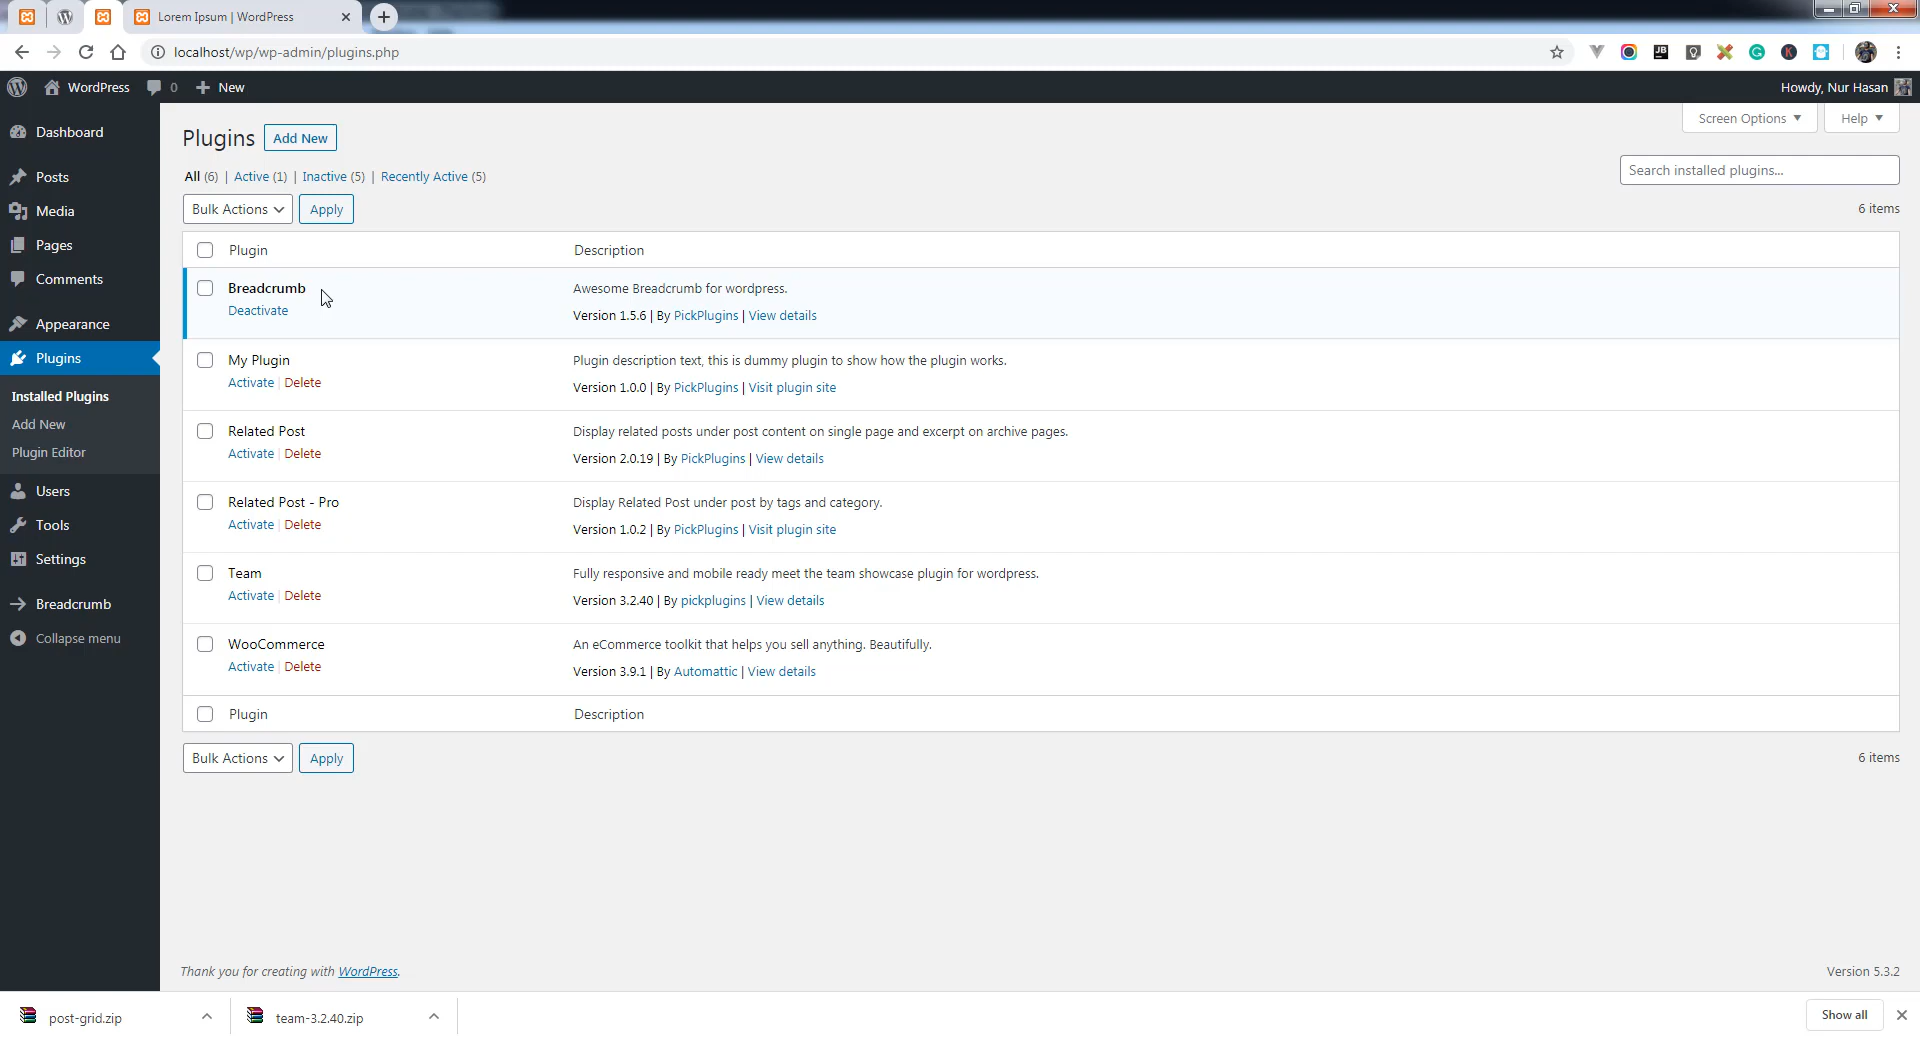 Lorem Ipsum | WordPress
localhost/wp/wp-admin/plugins.php
WordPress 0 New
Howdy, Nur Hasan
Dashboard
Posts
Media
Pages
Comments
Appearance
Plugins
Installed Plugins
Add New
Plugin Editor
Users
Tools
Settings
Breadcrumb
Collapse menu
Screen Options
Help
Plugins Add New
All (6) | Active (1) | Inactive (5) | Recently Active (5)
Search installed plugins...
Bulk Actions Apply
6 items
Plugin Description
Breadcrumb
Deactivate
Awesome Breadcrumb for wordpress.
Version 1.5.6 | By PickPlugins | View details
My Plugin
Activate | Delete
Plugin description text, this is dummy plugin to show how the plugin works.
Version 1.0.0 | By PickPlugins | Visit plugin site
Related Post
Activate | Delete
Display related posts under post content on single page and excerpt on archive pages.
Version 2.0.19 | By PickPlugins | View details
Related Post - Pro
Activate | Delete
Display Related Post under post by tags and category.
Version 1.0.2 | By PickPlugins | Visit plugin site
Team
Activate | Delete
Fully responsive and mobile ready meet the team showcase plugin for wordpress.
Version 3.2.40 | By pickplugins | View details
WooCommerce
Activate | Delete
An eCommerce toolkit that helps you sell anything. Beautifully.
Version 3.9.1 | By Automattic | View details
Plugin Description
Bulk Actions Apply
6 items
Thank you for creating with WordPress.
Version 5.3.2
post-grid.zip
team-3.2.40.zip
Show all